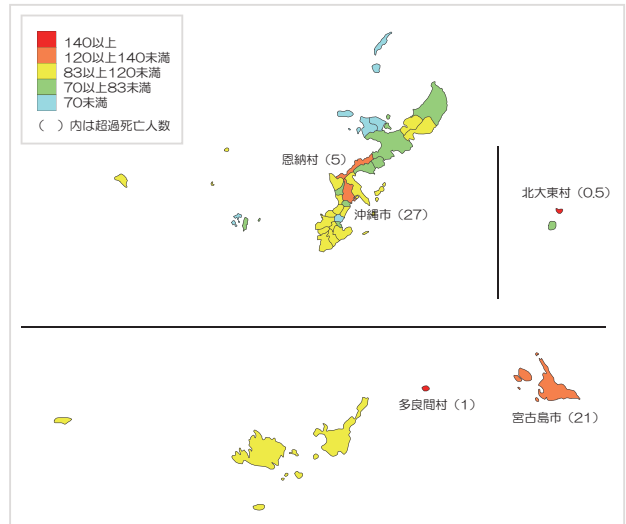 140以上
120以上140未満
83以上120未満
70以上83未満
70未満
（　）内は超過死亡人数
恩納村（5）
沖縄市（27）
北大東村（0.5）
多良間村（1）
宮古島市（21）